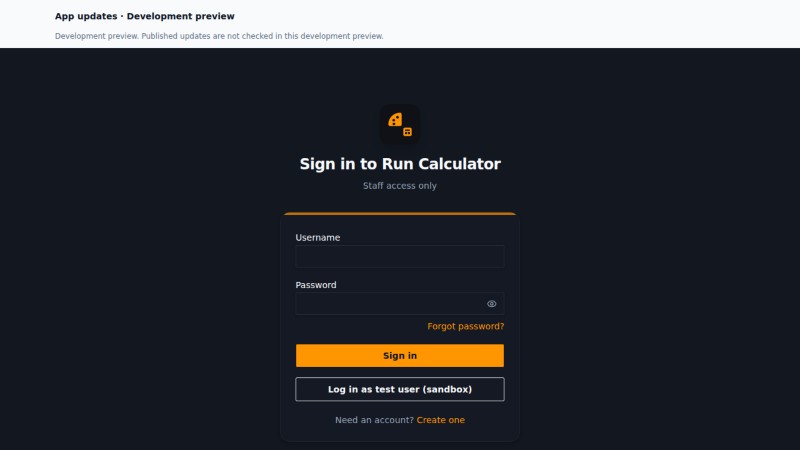 App updates · Development preview
Development preview. Published updates are not checked in this development preview.
Sign in to Run Calculator
Staff access only
Username
Password
Forgot password?
Sign in
Log in as test user (sandbox)
Need an account? Create one